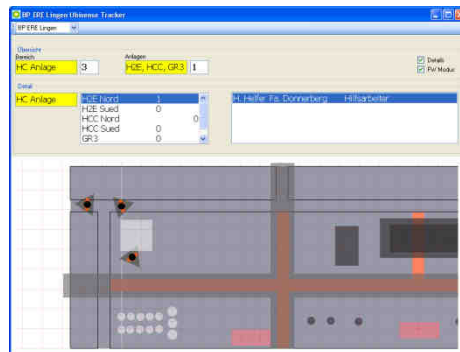 BP ERE Lingen Ubisense Tracker
BP ERE Lingen
Übersicht
Bereich
Anlagen
HC Anlage 3 H2E, HCC, GR3 1
Details
FW Modus
Detail
HC Anlage
H2E Nord 1
H2E Sued 0
HCC Nord 0
HCC Sued 0
GR3 0
H. Helfer Fa. Donnerberg Hilfsarbeiter